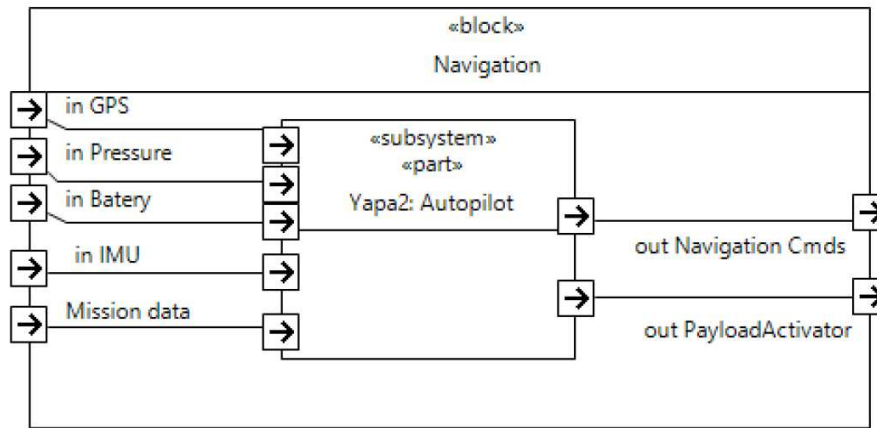 «block»
Navigation
in GPS
in Pressure
in Batery
in IMU
Mission data
«subsystem»
«part»
Yapa2: Autopilot
out Navigation Cmds
out PayloadActivator